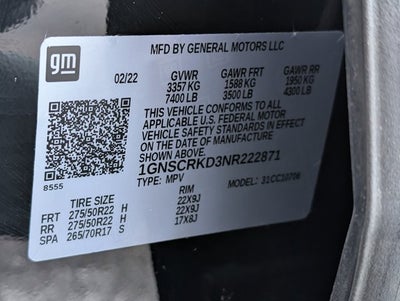 gm
MFD BY GENERAL MOTORS LLC
02/22 GVWR GAWR FRT GAWR RR
3357 KG 1588 KG 1950 KG
7400 LB 3500 LB 4300 LB
THIS VEHICLE CONFORMS TO ALL
APPLICABLE U.S. FEDERAL MOTOR
VEHICLE SAFETY AND THEFT
PREVENTION STANDARDS IN EFFECT
ON THE DATE OF MANUFACTURE
SHOWN ABOVE.
1GNSCRKD3NR222871
8555 TYPE: MPV MODEL: 31CC10706
TIRE SIZE RIM
FRT 275/50R22 H 22X9J
RR 275/50R22 H 22X9J
SPA 265/70R17 S 17X8J